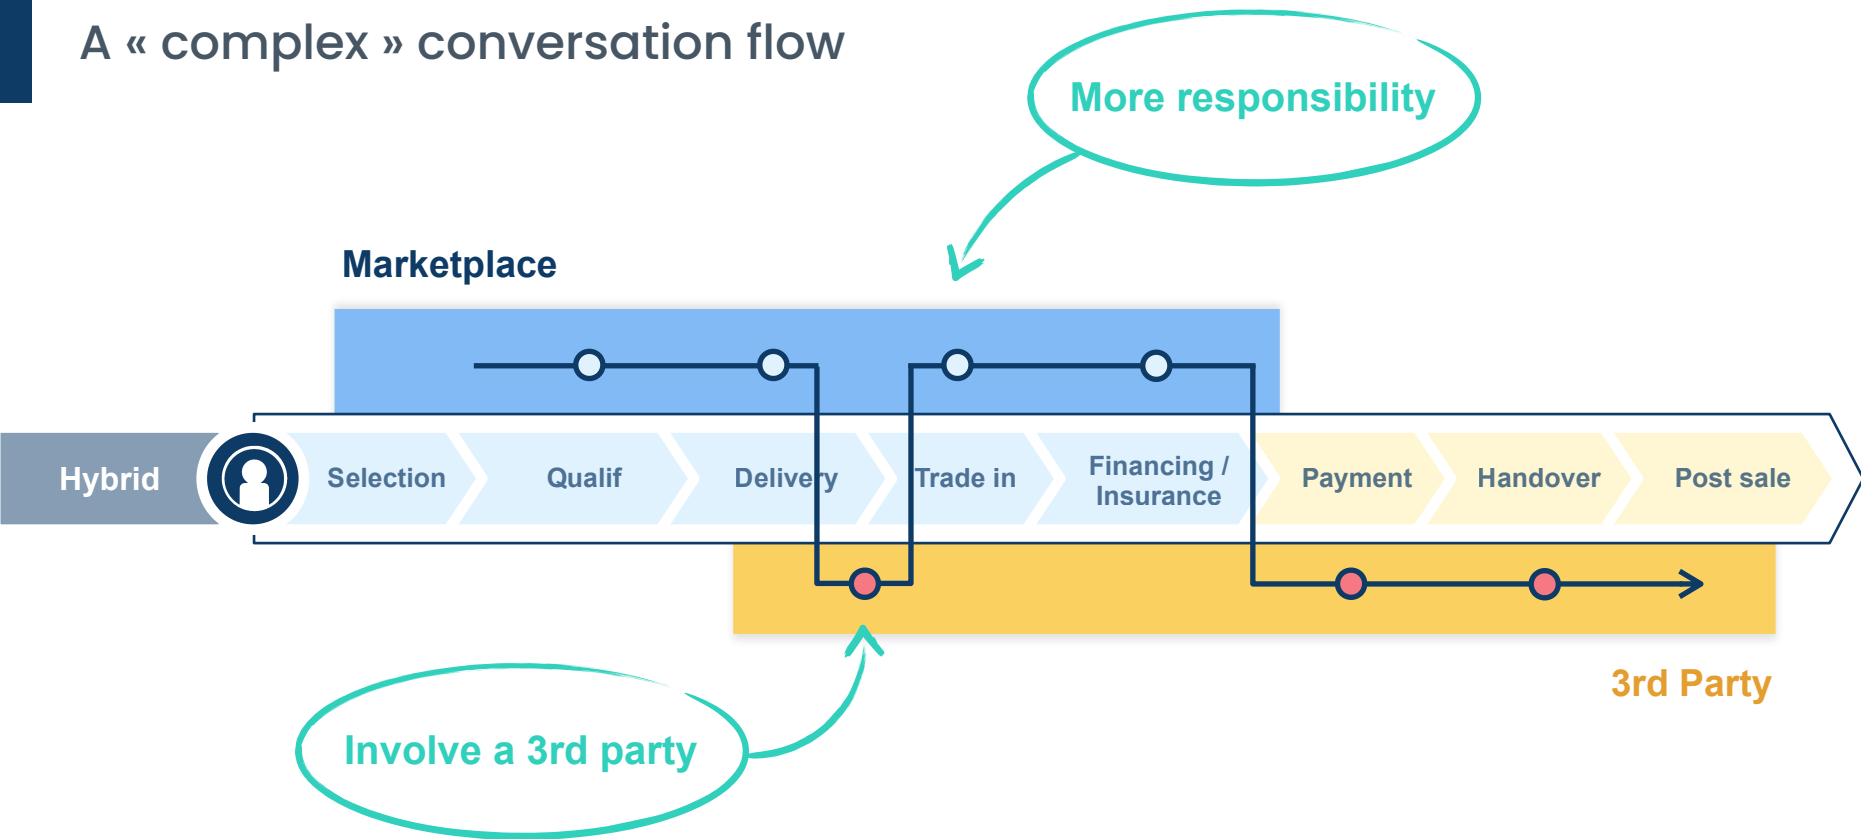 A « complex » conversation flow
More responsibility
Marketplace
Hybrid
Selection
Qualif
Delivery
Trade in
Financing /
Insurance
Payment
Handover
Post sale
3rd Party
Involve a 3rd party